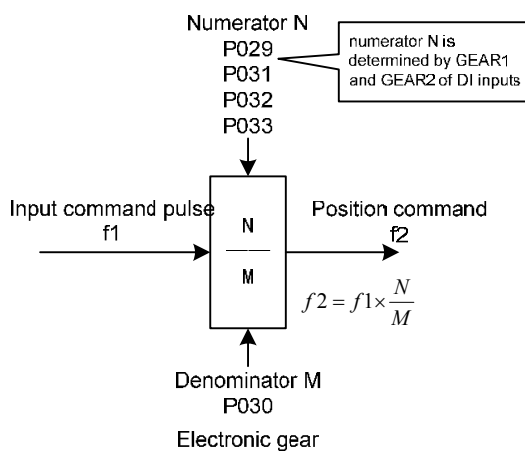 Numerator N
P029
P031
P032
P033
numerator N is
determined by GEAR1
and GEAR2 of DI inputs
Input command pulse
f1
N
M
Position command
f2
f2 = f1 × N/M
Denominator M
P030
Electronic gear